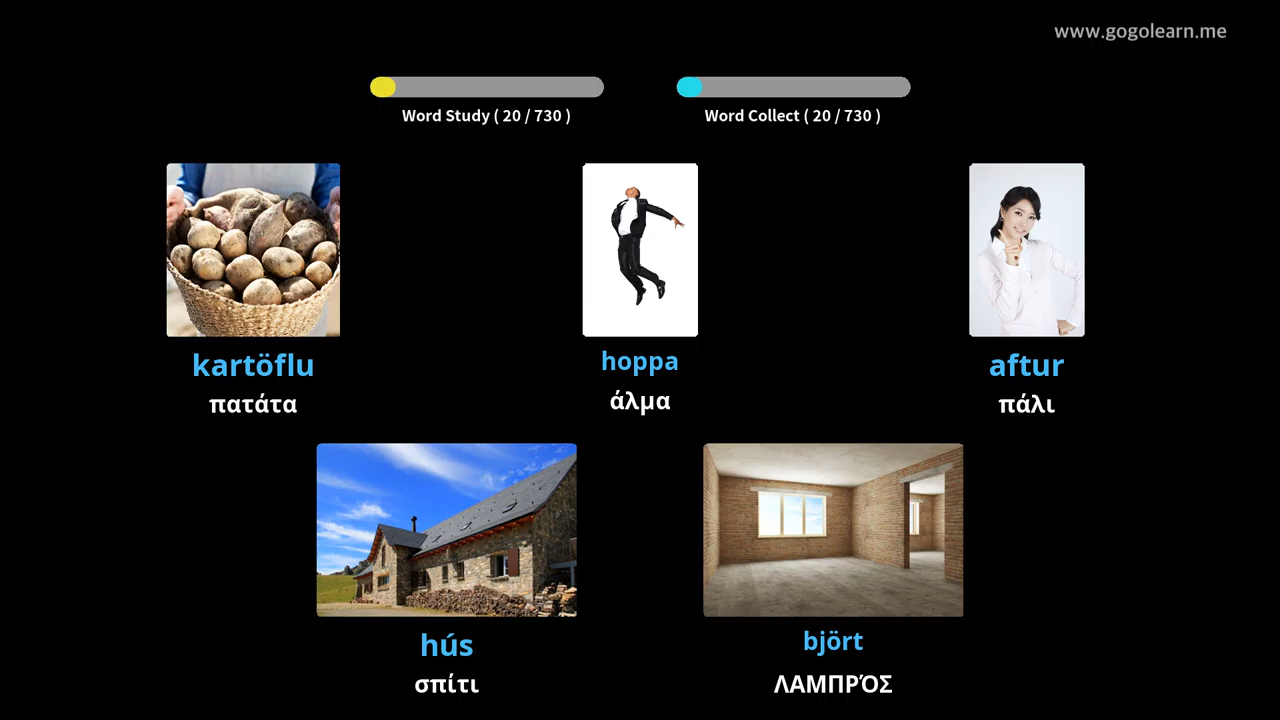 www.gogolearn.me
Word Study ( 20 / 730 )
Word Collect ( 20 / 730 )
kartöflu
πατάτα
hoppa
άλμα
aftur
πάλι
hús
σπίτι
björt
ΛΑΜΠΡΌΣ